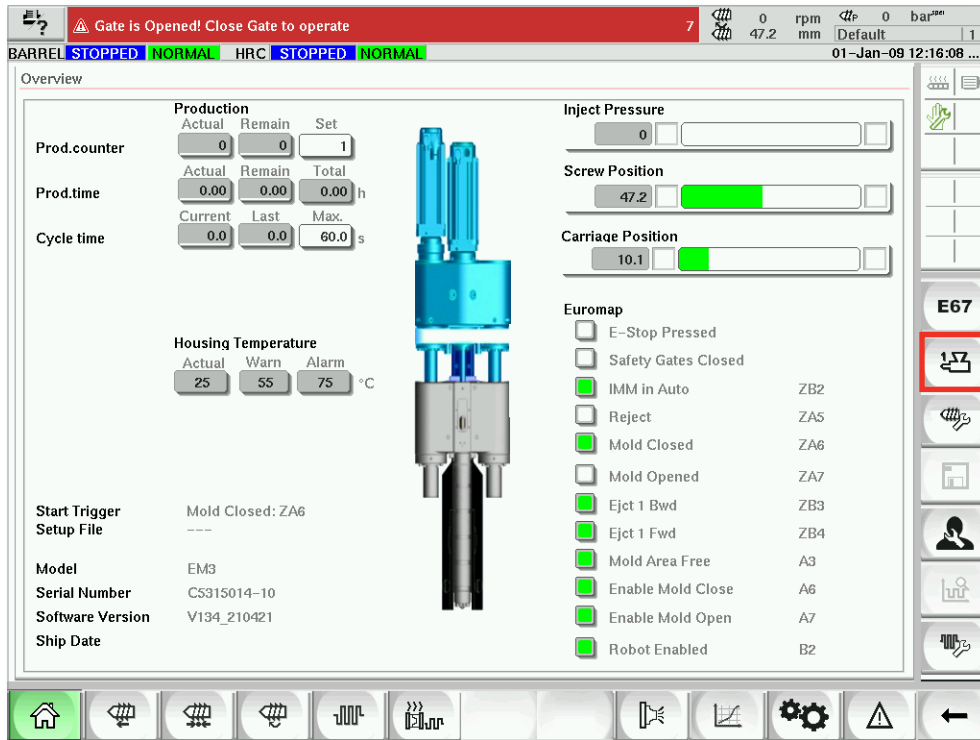 Gate is Opened! Close Gate to operate 7 0 rpm 0 bar spec
47.2 mm Default 1
BARREL STOPPED NORMAL HRC STOPPED NORMAL 01-Jan-09 12:16:08 ...
Overview
Production
Actual Remain Set
Prod.counter 0 0 1
Actual Remain Total
Prod.time 0.00 0.00 0.00 h
Current Last Max.
Cycle time 0.0 0.0 60.0 s
Housing Temperature
Actual Warn Alarm
25 55 75 °C
Start Trigger Mold Closed: ZA6
Setup File ---
Model EM3
Serial Number C5315014-10
Software Version V134_210421
Ship Date
Inject Pressure
0
Screw Position
47.2
Carriage Position
10.1
Euromap
E-Stop Pressed
Safety Gates Closed
IMM in Auto ZB2
Reject ZA5
Mold Closed ZA6
Mold Opened ZA7
Ejct 1 Bwd ZB3
Ejct 1 Fwd ZB4
Mold Area Free A3
Enable Mold Close A6
Enable Mold Open A7
Robot Enabled B2
E67